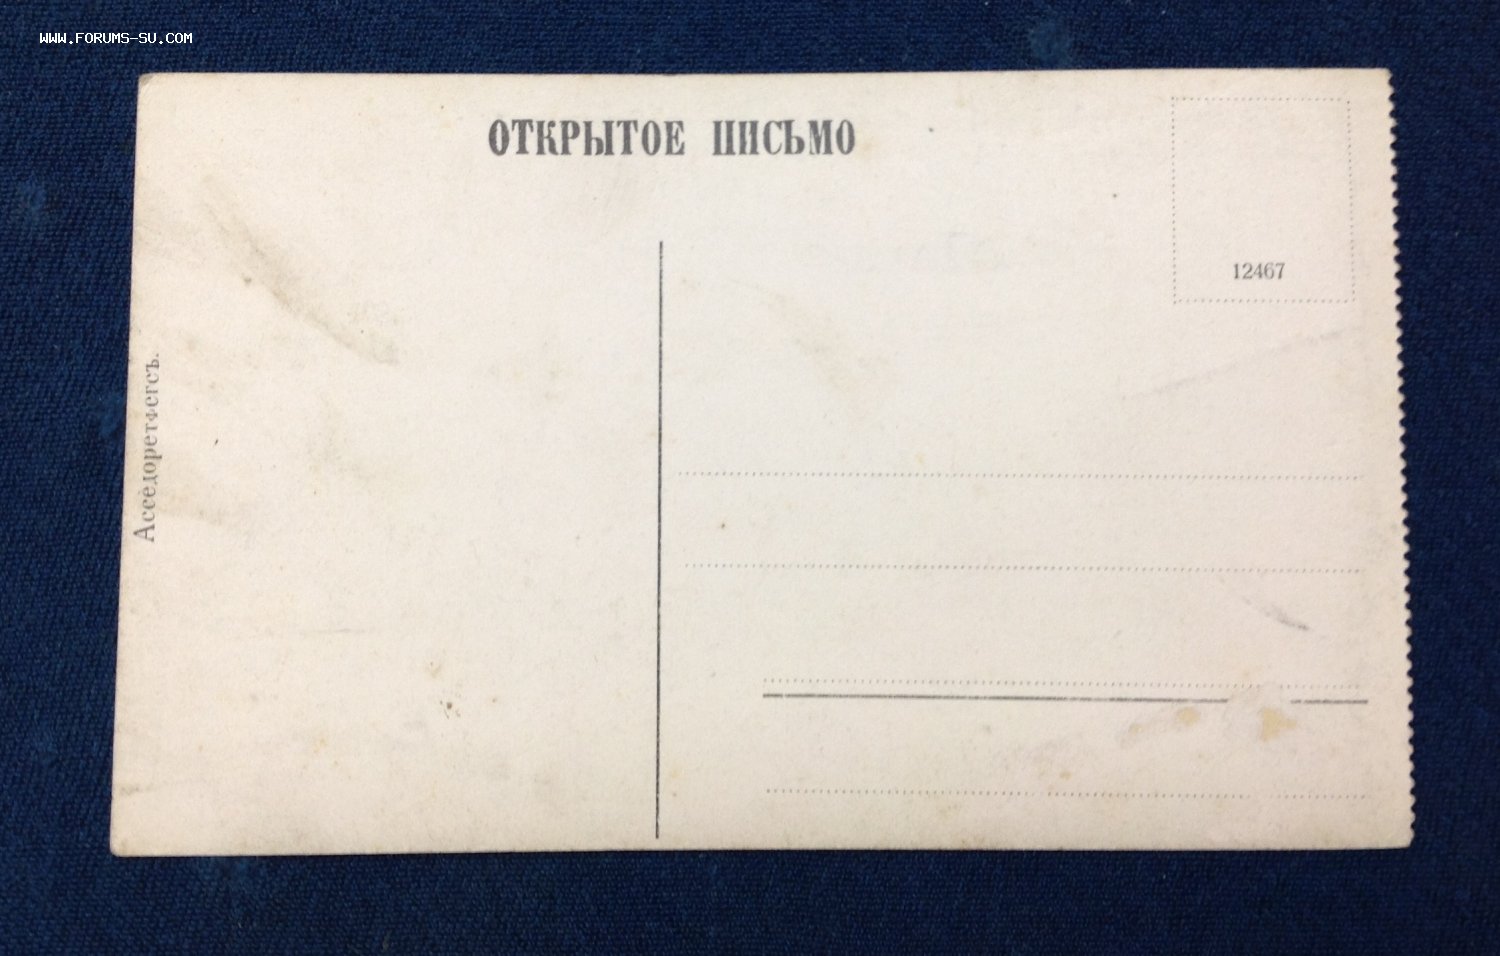 WWW.FORUMS-SU.COM
ОТКРЫТОЕ ПИСЬМО
12467
Асседоретфегсъ.